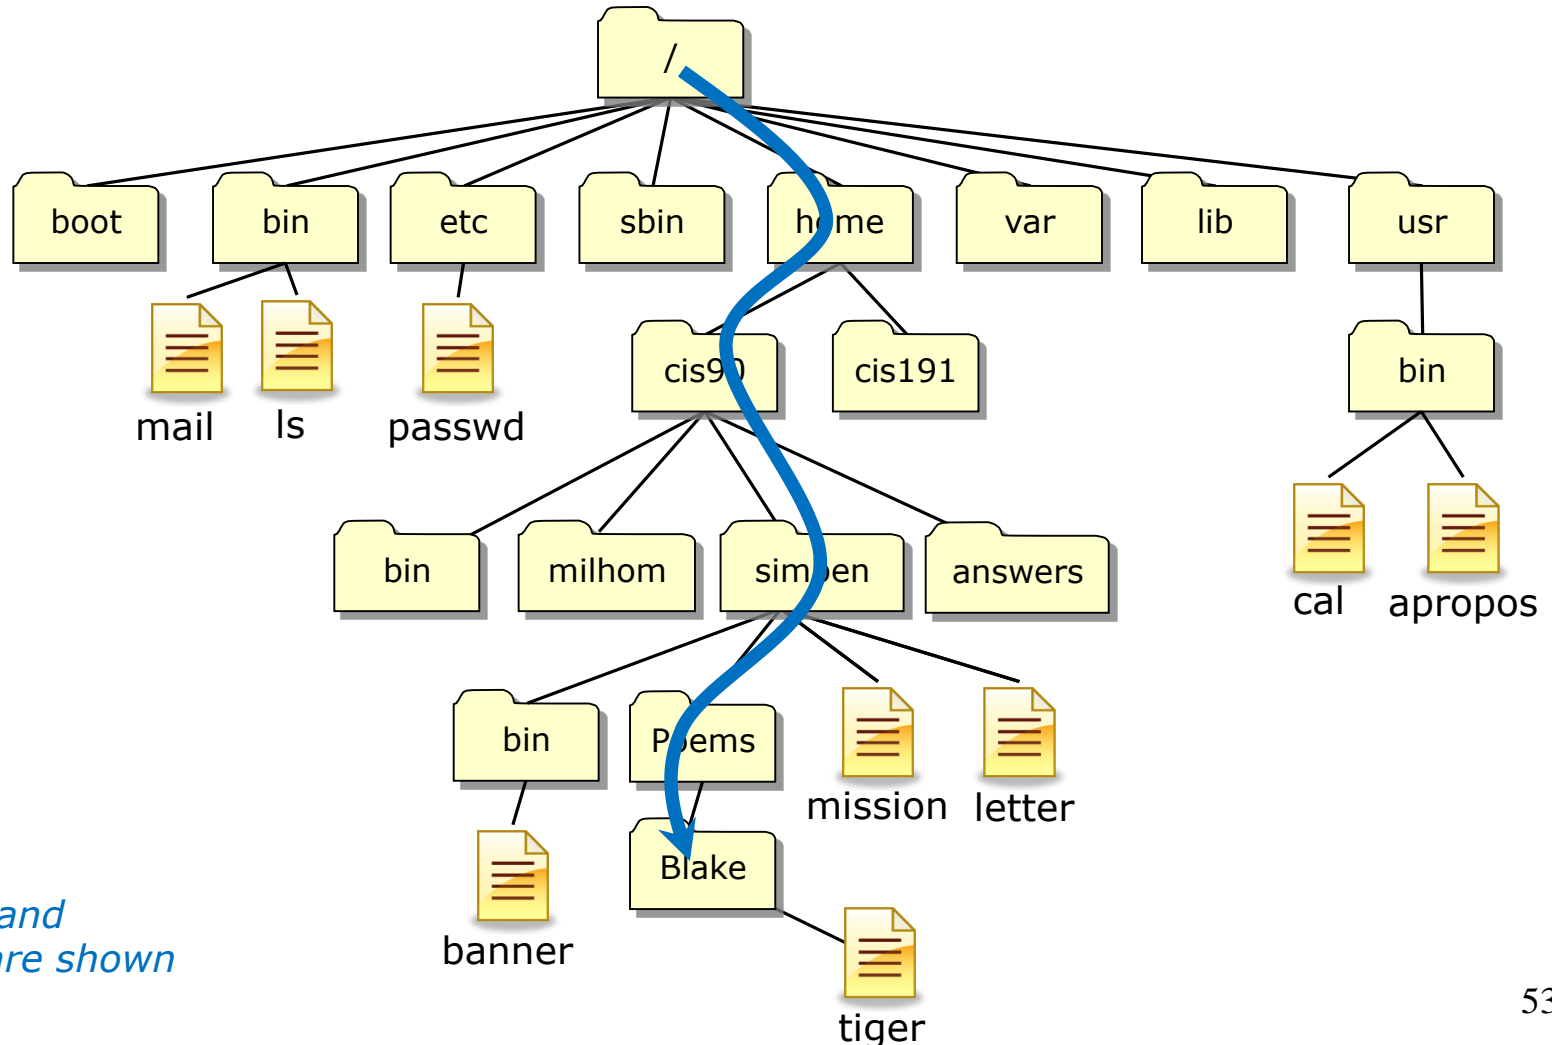 /
boot
bin
etc
sbin
home
var
lib
usr
mail
ls
passwd
cis90
cis191
bin
bin
milhom
simben
answers
cal
apropos
bin
Poems
mission
letter
banner
Blake
tiger
and
are shown
53